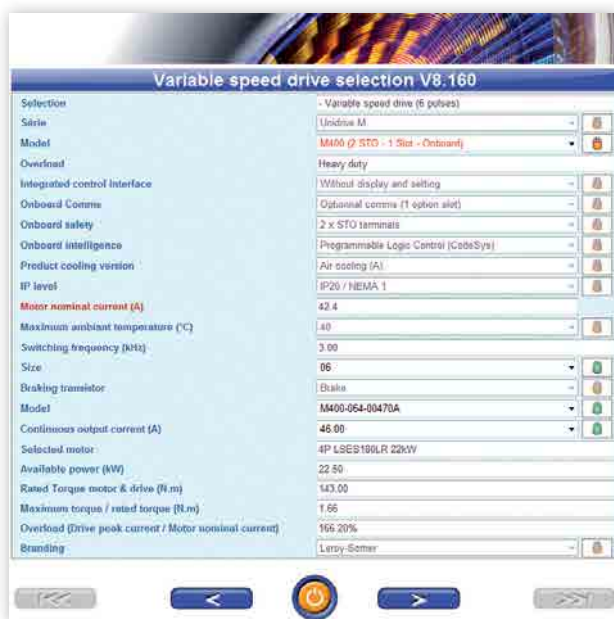 Variable speed drive selection V8.160
Selection - Variable speed drive (6 pulses)
Série Unidrive M
Model M400 (2 STO - 1 Slot - Onboard)
Overload Heavy duty
Integrated control interface Without display and setting
Onboard Comms Optionnal comms (1 option slot)
Onboard safety 2 x STO terminals
Onboard intelligence Programmable Logic Control (CodeSys)
Product cooling version Air cooling (A)
IP level IP20 / NEMA 1
Motor nominal current (A) 42.4
Maximum ambiant temperature (°C) 40
Switching frequency (kHz) 3.00
Size 06
Braking transistor Brake
Model M400-064-00470A
Continuous output current (A) 46.00
Selected motor 4P LSES180LR 22kW
Available power (kW) 22.50
Rated Torque motor & drive (N.m) 143.00
Maximum torque / rated torque (N.m) 1.66
Overload (Drive peak current / Motor nominal current) 166.20%
Branding Leroy-Somer
|<<
<
>
>>|